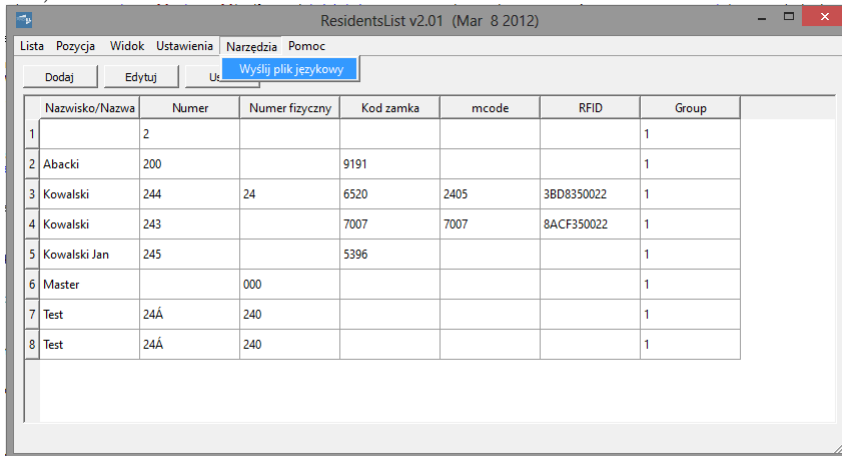 ResidentsList v2.01 (Mar 8 2012)
Lista Pozycja Widok Ustawienia Narzędzia Pomoc
Dodaj Edytuj Wyślij plik językowy
Nazwisko/Nazwa Numer Numer fizyczny Kod zamka mcode RFID Group
1 2 1
2 Abacki 200 9191 1
3 Kowalski 244 24 6520 2405 3BD8350022 1
4 Kowalski 243 7007 7007 8ACF350022 1
5 Kowalski Jan 245 5396 1
6 Master 000 1
7 Test 24Á 240 1
8 Test 24Á 240 1